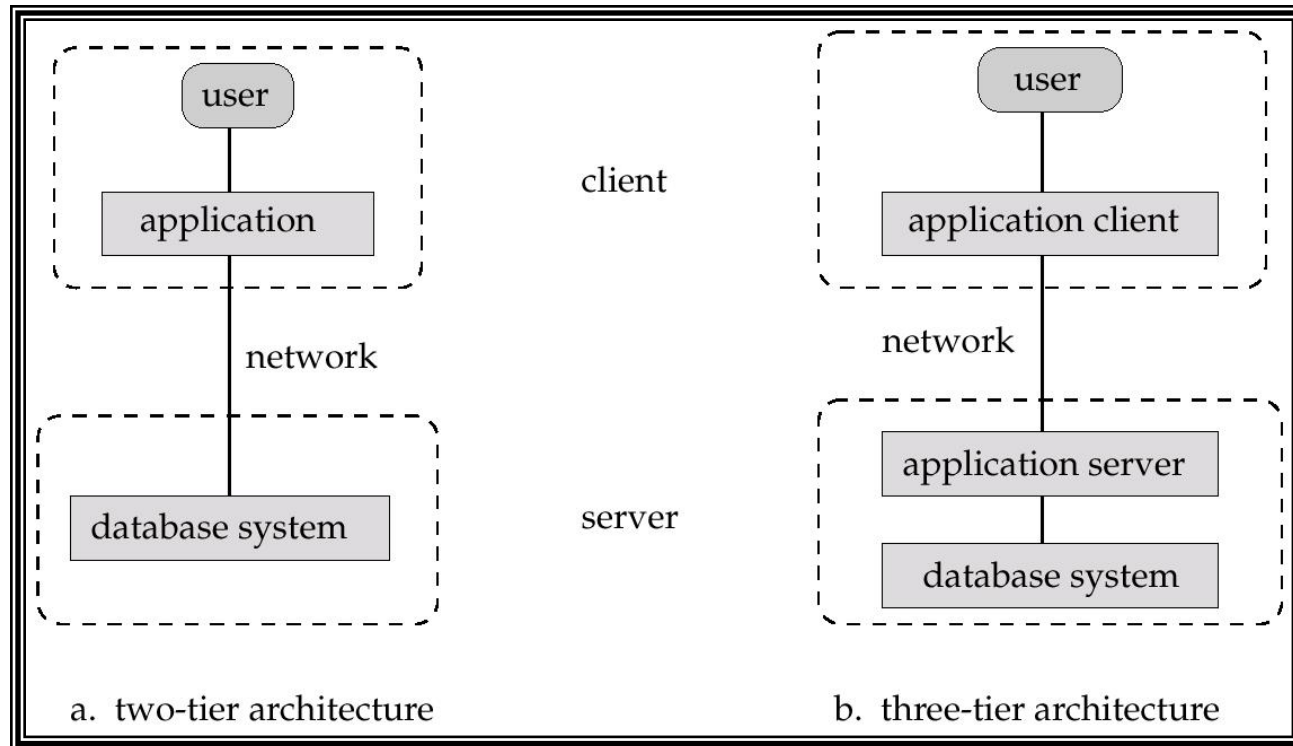 user
application
network
database system
a. two-tier architecture
client
server
user
application client
network
application server
database system
b. three-tier architecture